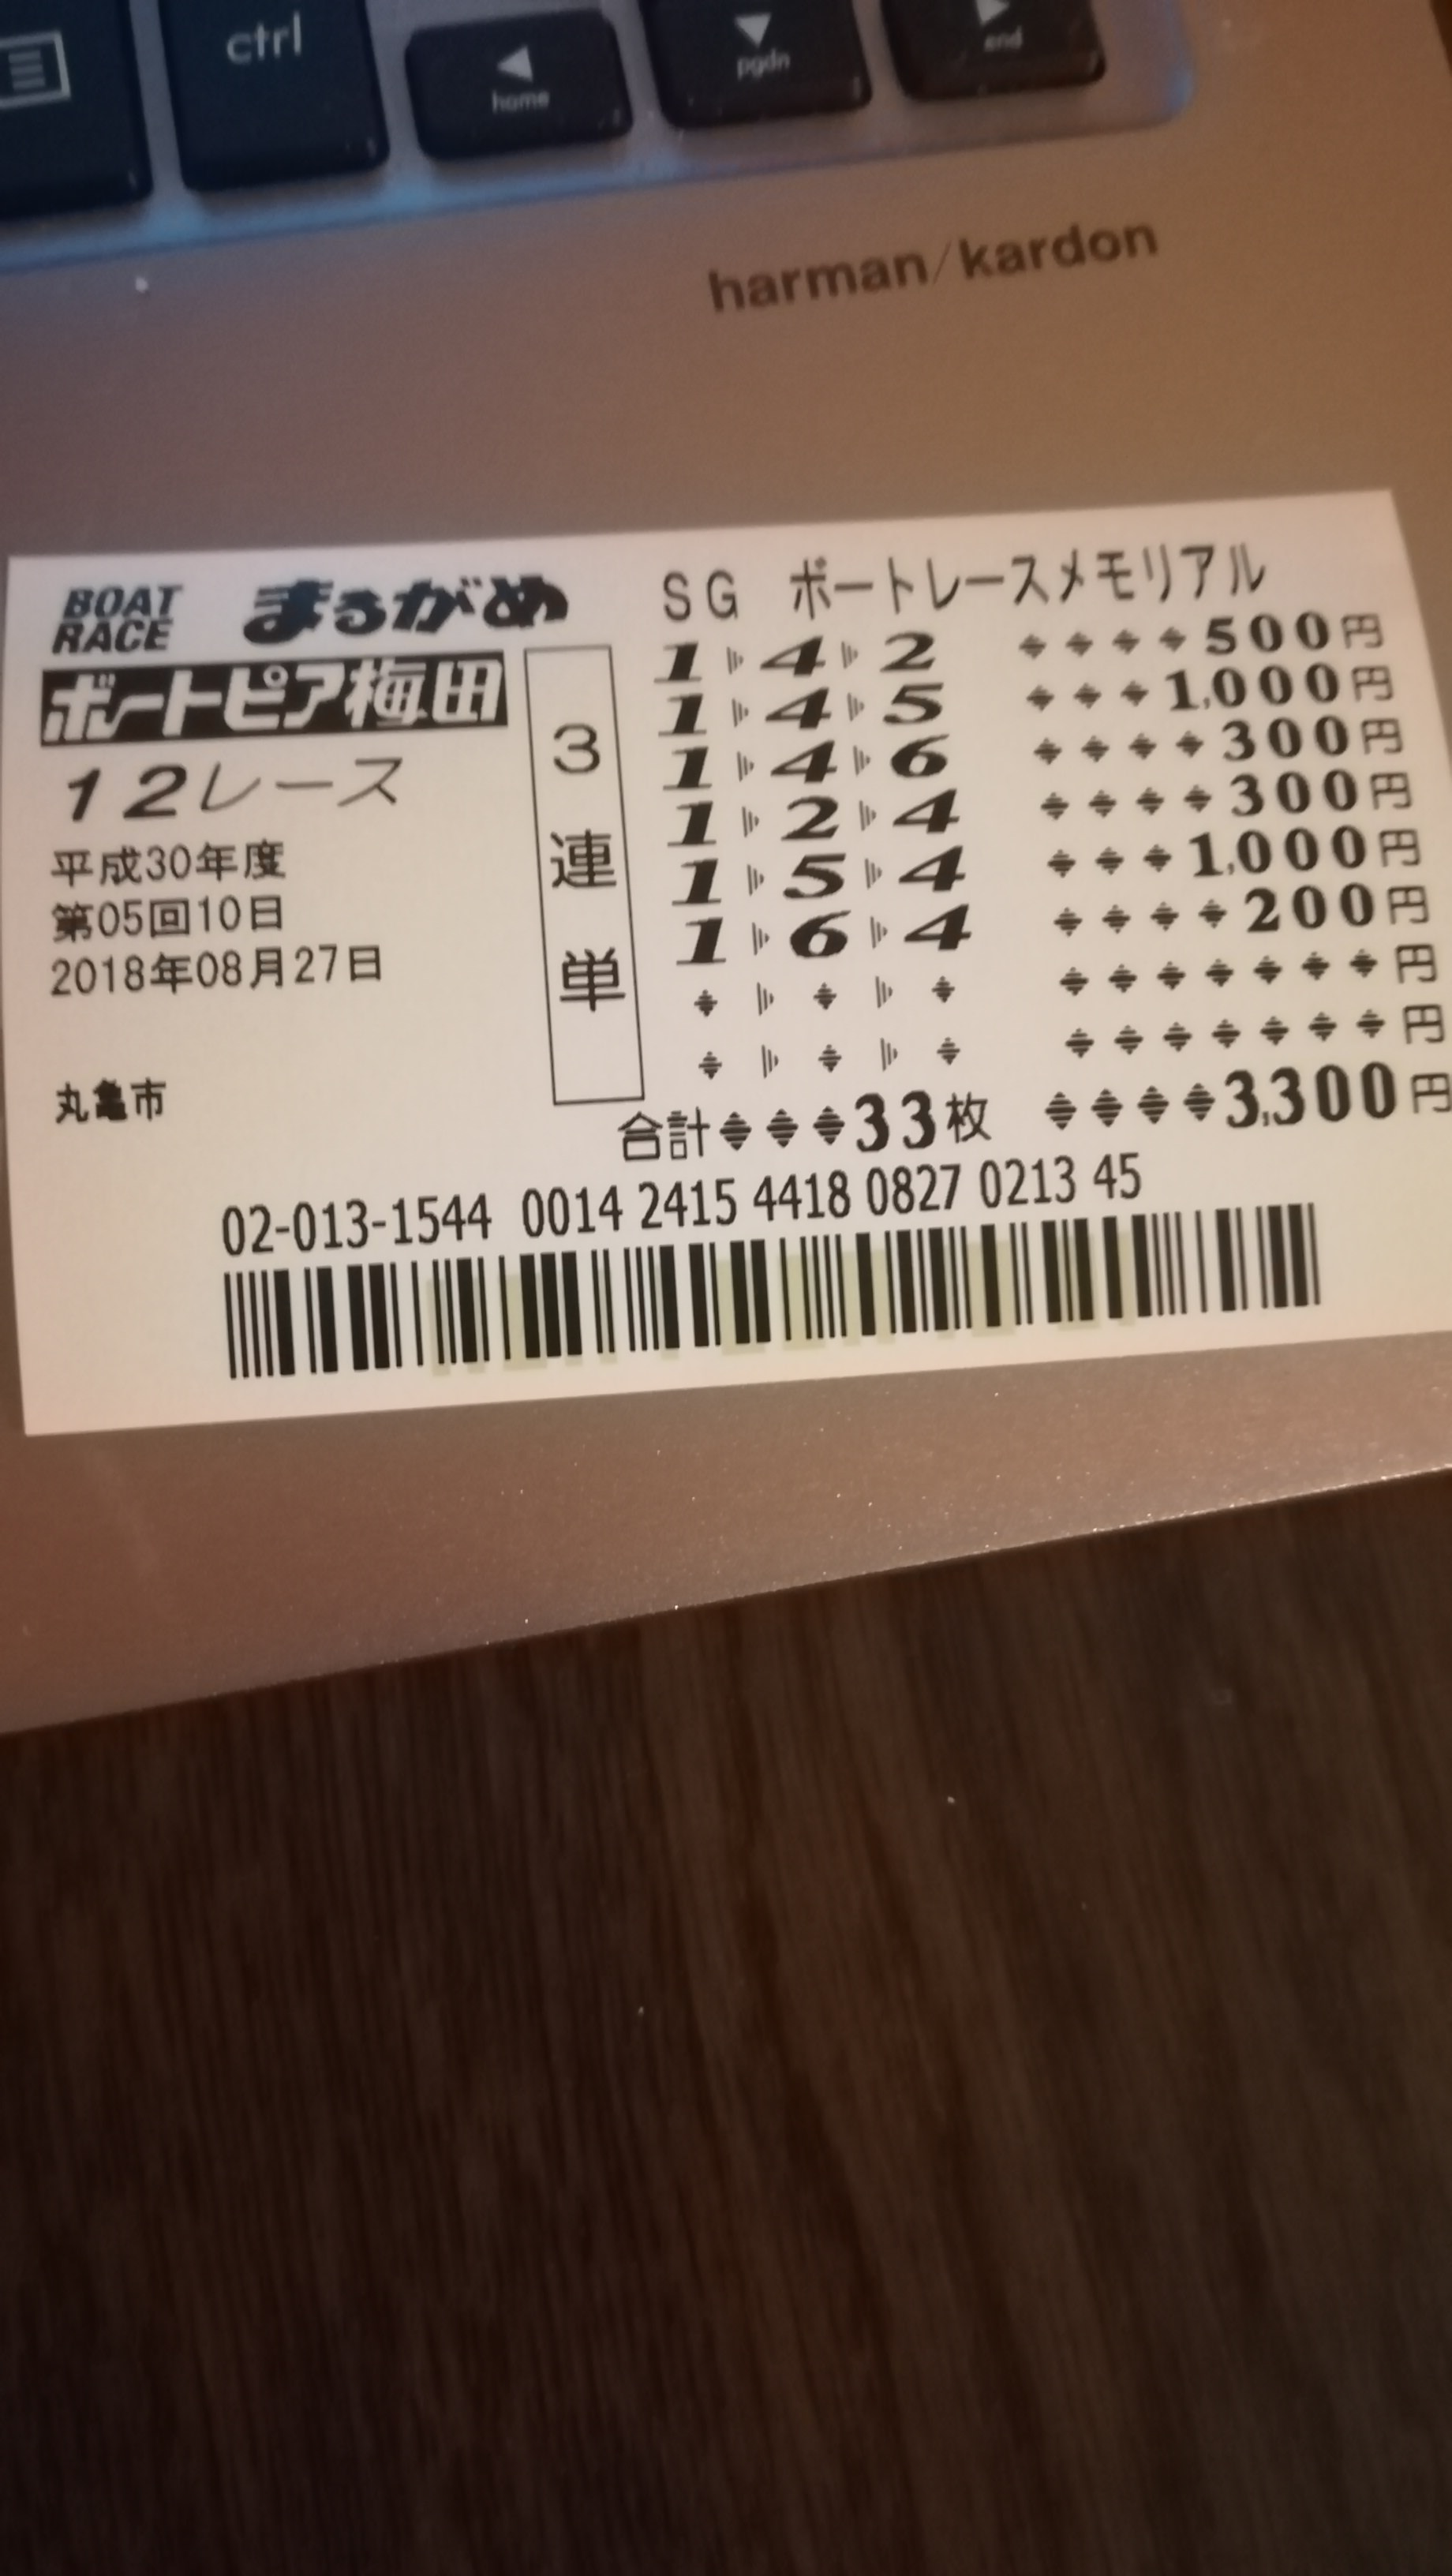 ctrl
home
pgdn
end
harman/kardon
BOAT RACE まるがめ
SG ボートレースメモリアル
ボートピア梅田
12レース
平成30年度
第05回10日
2018年08月27日
丸亀市
3連単
1 4 2 500円
1 4 5 1,000円
1 4 6 300円
1 2 4 300円
1 5 4 1,000円
1 6 4 200円
円
円
合計 33枚 3,300円
02-013-1544 0014 2415 4418 0827 0213 45